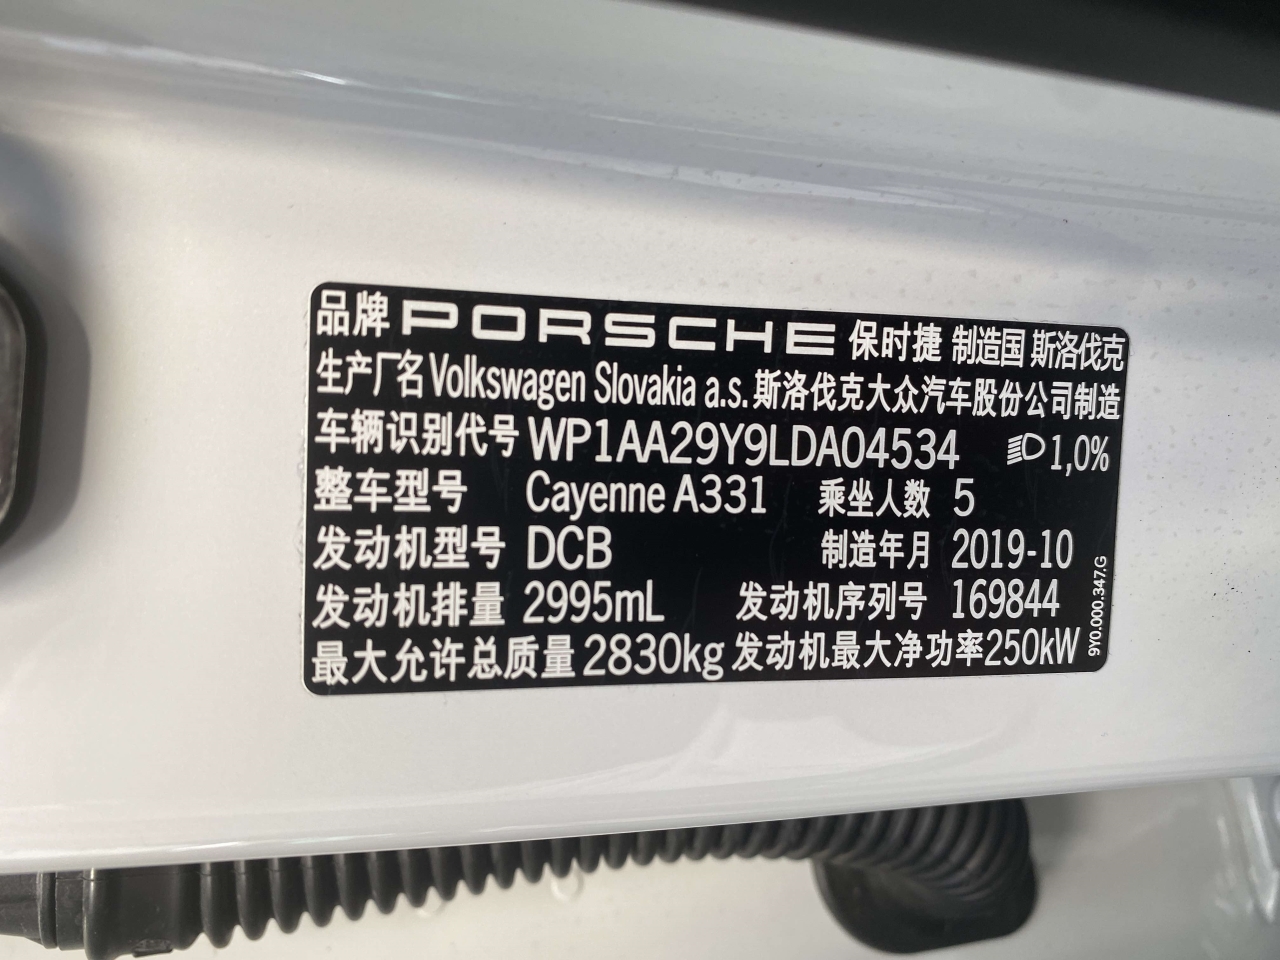 品牌 PORSCHE 保时捷 制造国 斯洛伐克
生产厂名 Volkswagen Slovakia a.s. 斯洛伐克大众汽车股份公司制造
车辆识别代号 WP1AA29Y9LDA04534 1,0%
整车型号 Cayenne A331 乘坐人数 5
发动机型号 DCB 制造年月 2019-10
发动机排量 2995mL 发动机序列号 169844
最大允许总质量 2830kg 发动机最大净功率 250kW
9Y0.000.347.G